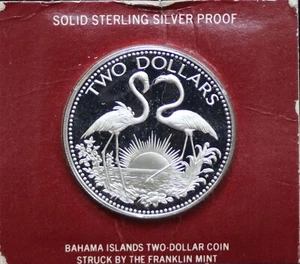 SOLID STERLING SILVER PROOF
TWO DOLLARS
BAHAMA ISLANDS TWO-DOLLAR COIN
STRUCK BY THE FRANKLIN MINT